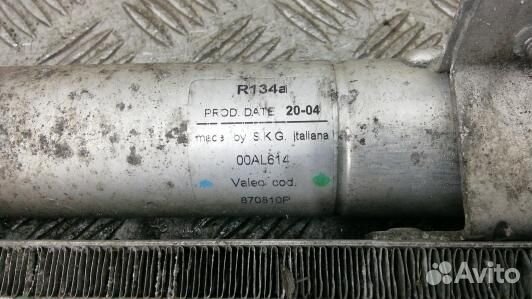 R134a
PROD. DATE 20-04
made by S.K.G. Italiana
00AL614
Valeo cod.
870810P
Avito